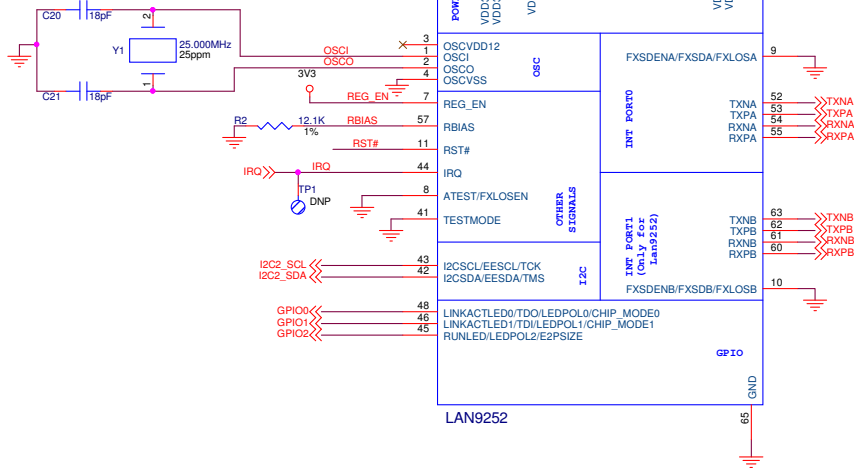 POWE
VDD3
VDD3
VD
VD
VD
C20
18pF
2
Y1
25.000MHz
25ppm
1
C21
18pF
OSCI
OSCO
3V3
REG_EN
R2
12.1K
1%
RBIAS
RST#
IRQ
IRQ
TP1
DNP
I2C2_SCL
I2C2_SDA
GPIO0
GPIO1
GPIO2
3 OSCVDD12
1 OSCI
2 OSCO
4 OSCVSS
OSC
7 REG_EN
57 RBIAS
11 RST#
44 IRQ
8 ATEST/FXLOSEN
41 TESTMODE
OTHER
SIGNALS
43 I2CSCL/EESCL/TCK
42 I2CSDA/EESDA/TMS
I2C
48 LINKACTLED0/TDO/LEDPOL0/CHIP_MODE0
46 LINKACTLED1/TDI/LEDPOL1/CHIP_MODE1
45 RUNLED/LEDPOL2/E2PSIZE
GPIO
INT PORT0
FXSDENA/FXSDA/FXLOSA 9
TXNA 52 TXNA
TXPA 53 TXPA
RXNA 54 RXNA
RXPA 55 RXPA
INT PORT1
(Only for
Lan9252)
TXNB 63 TXNB
TXPB 62 TXPB
RXNB 61 RXNB
RXPB 60 RXPB
FXSDENB/FXSDB/FXLOSB 10
GND
65
LAN9252